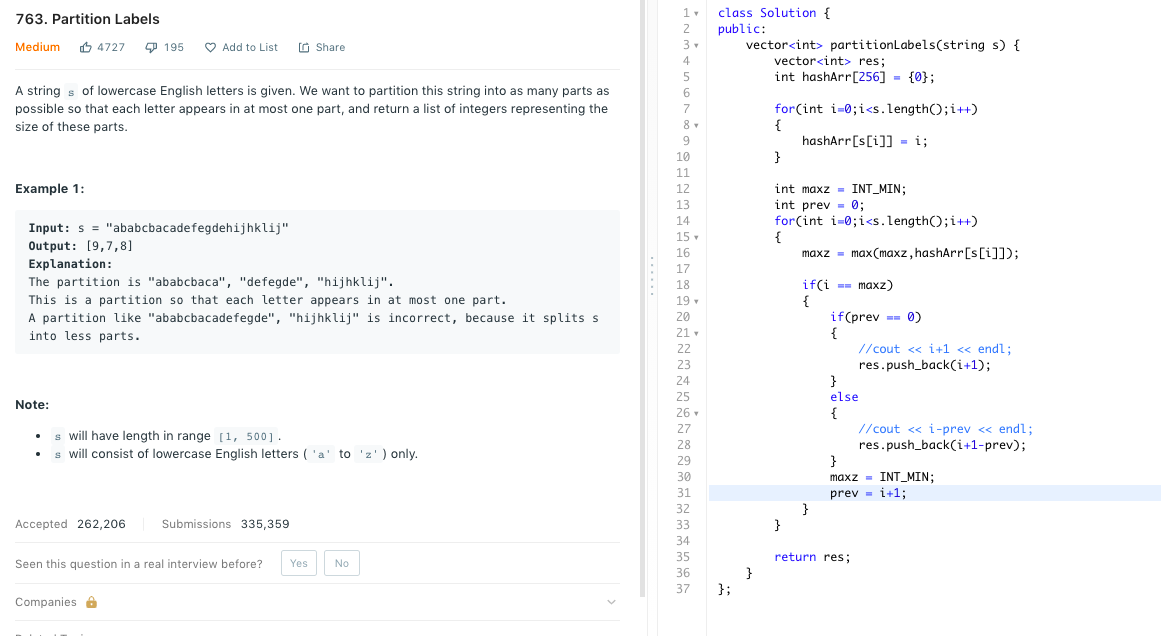 763. Partition Labels
Medium 4727 195 Add to List Share
A string s of lowercase English letters is given. We want to partition this string into as many parts as
possible so that each letter appears in at most one part, and return a list of integers representing the
size of these parts.
Example 1:
Input: s = "ababcbacadefegdehijhklij"
Output: [9,7,8]
Explanation:
The partition is "ababcbaca", "defegde", "hijhklij".
This is a partition so that each letter appears in at most one part.
A partition like "ababcbacadefegde", "hijhklij" is incorrect, because it splits s
into less parts.
Note:
• s will have length in range [1, 500].
• s will consist of lowercase English letters ('a' to 'z') only.
Accepted 262,206 Submissions 335,359
Seen this question in a real interview before? Yes No
Companies
1 class Solution {
2 public:
3     vector<int> partitionLabels(string s) {
4         vector<int> res;
5         int hashArr[256] = {0};
6
7         for(int i=0;i<s.length();i++)
8         {
9             hashArr[s[i]] = i;
10         }
11
12         int maxz = INT_MIN;
13         int prev = 0;
14         for(int i=0;i<s.length();i++)
15         {
16             maxz = max(maxz,hashArr[s[i]]);
17
18             if(i == maxz)
19             {
20                 if(prev == 0)
21                 {
22                     //cout << i+1 << endl;
23                     res.push_back(i+1);
24                 }
25                 else
26                 {
27                     //cout << i-prev << endl;
28                     res.push_back(i+1-prev);
29                 }
30                 maxz = INT_MIN;
31                 prev = i+1;
32             }
33         }
34
35         return res;
36     }
37 };